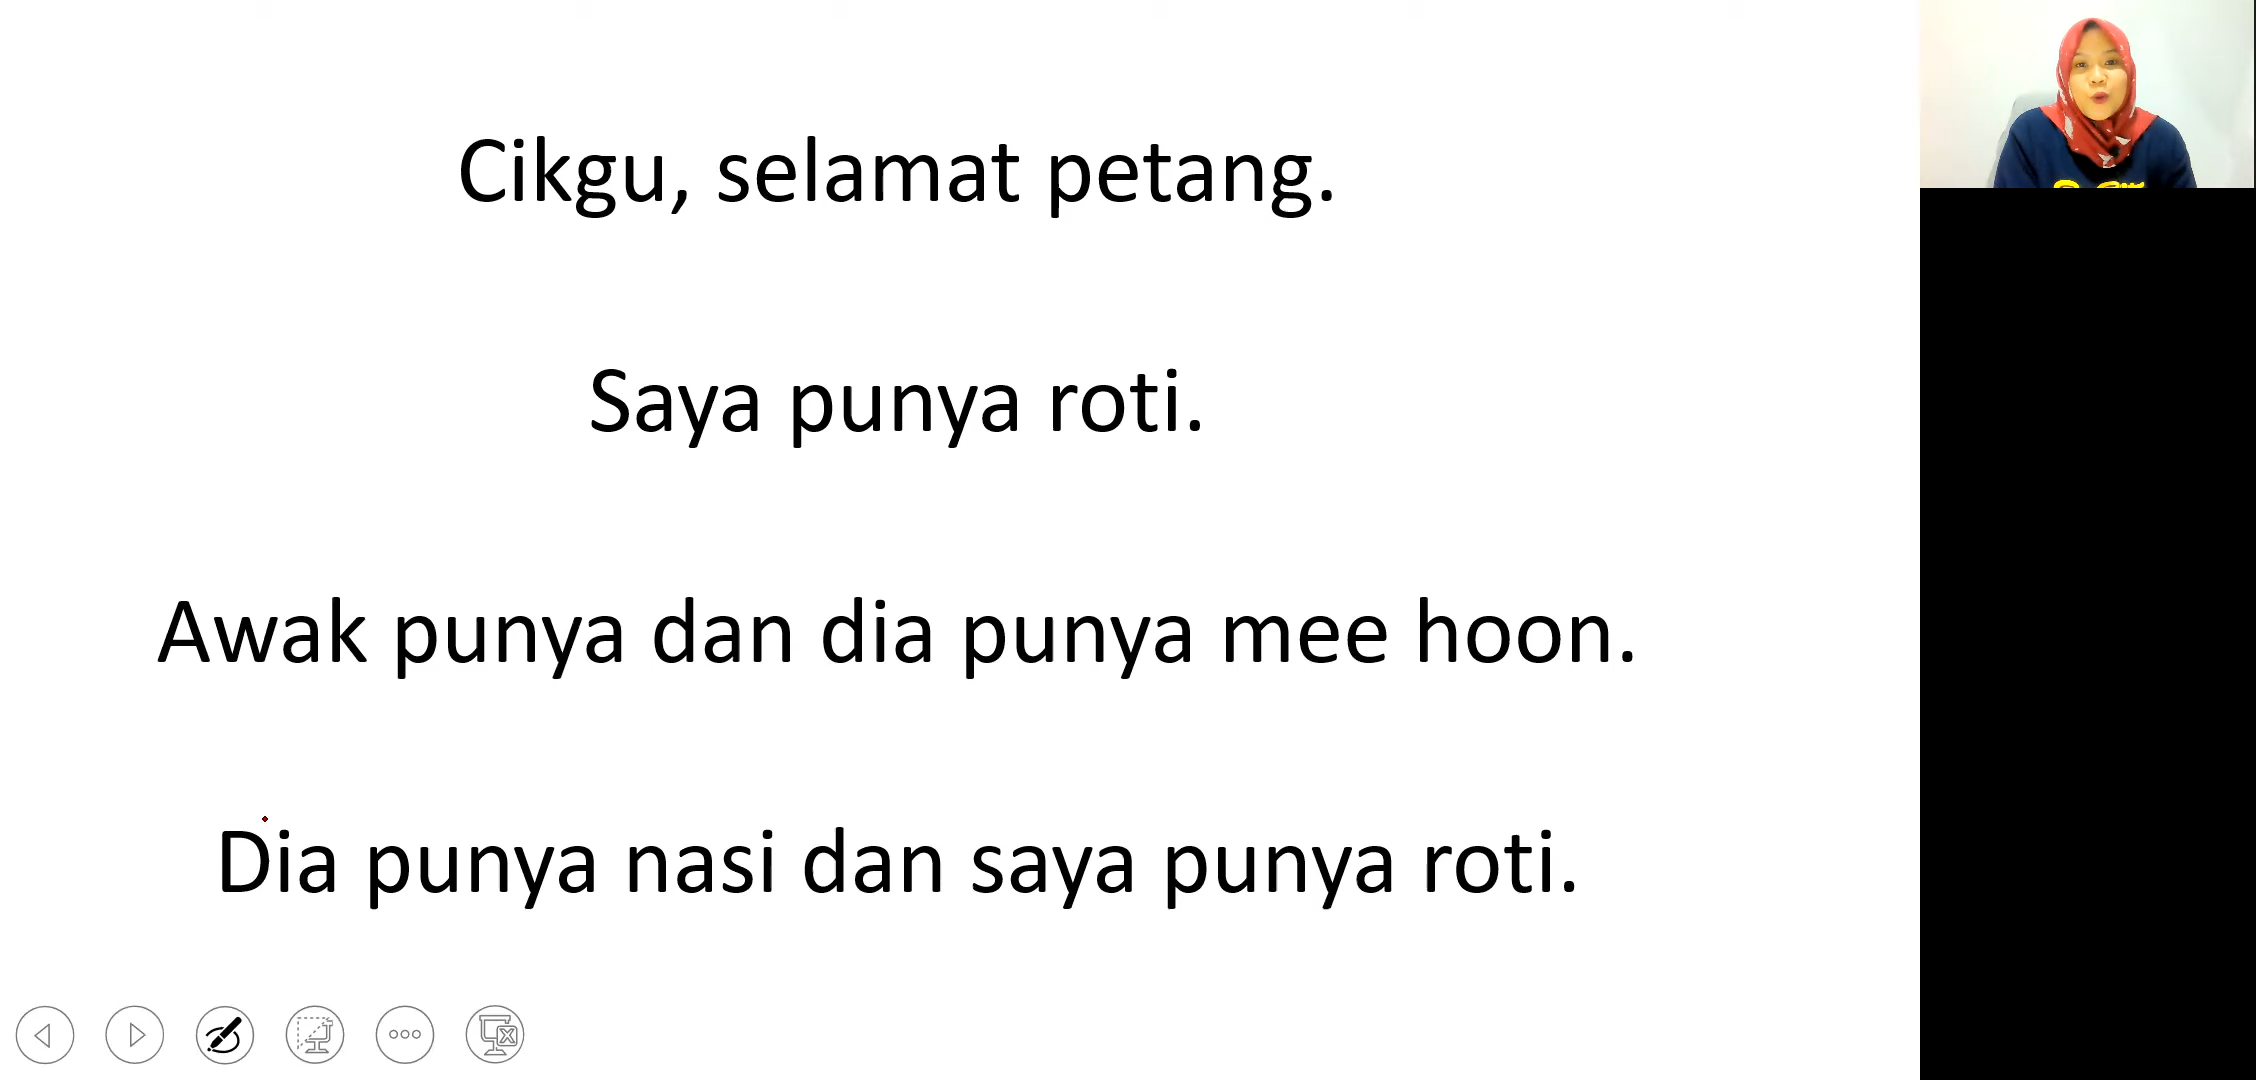 Cikgu, selamat petang.
Saya punya roti.
Awak punya dan dia punya mee hoon.
Dia punya nasi dan saya punya roti.